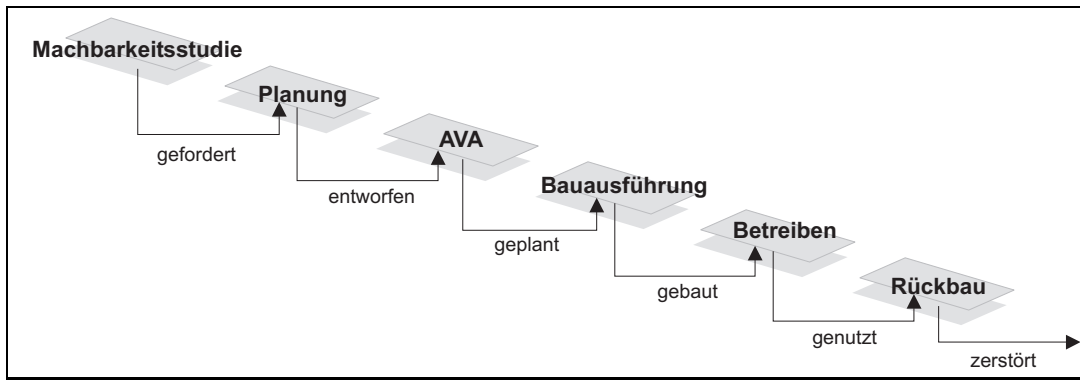 Machbarkeitsstudie
gefordert
Planung
entworfen
AVA
geplant
Bauausführung
gebaut
Betreiben
genutzt
Rückbau
zerstört